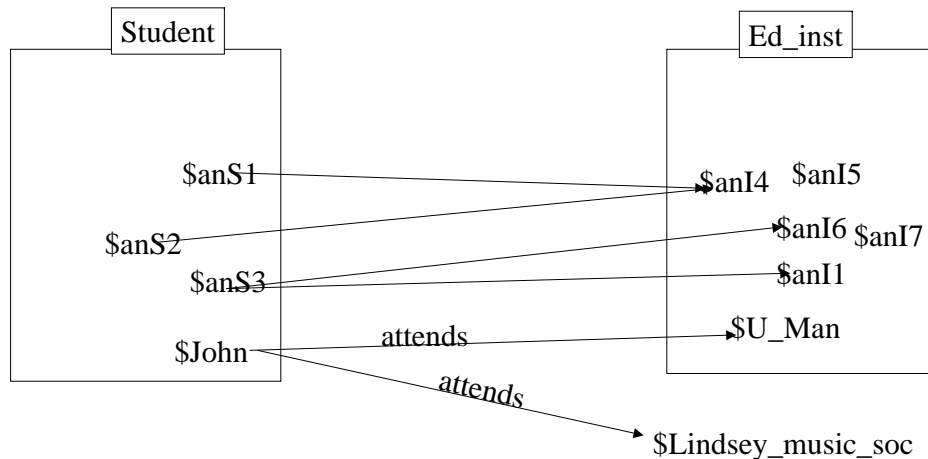 Student
Ed_inst
$anS1
$anI4
$anI5
$anS2
$anI6
$anI7
$anS3
$anI1
$John
attends
$U_Man
attends
$Lindsey_music_soc